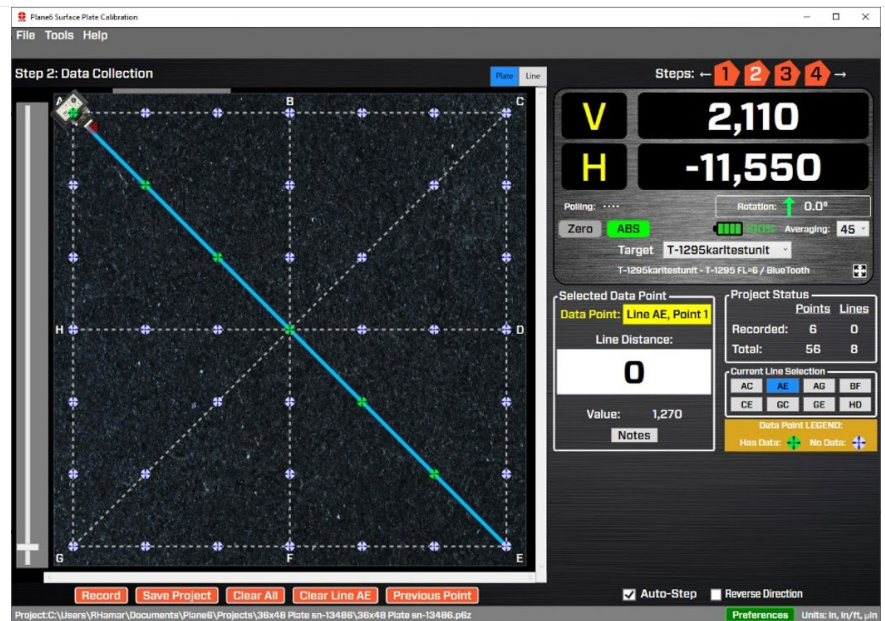 Plane6 Surface Plate Calibration
File Tools Help
Step 2: Data Collection
Plate Line
Steps: ← 1 2 3 4 →
A B C
H D
G F E
V 2,110
H -11,550
Polling: ····
Rotation: 0.0°
Zero ABS
100% Averaging: 45
Target T-1295karltestunit
T-1295karltestunit - T-1295 FL=6 / BlueTooth
Selected Data Point
Data Point: Line AE, Point 1
Line Distance:
0
Value: 1,270
Notes
Project Status
Points Lines
Recorded: 6 0
Total: 56 8
Current Line Selection
AC AE AG BF
CE GC GE HD
Data Point LEGEND:
Has Data: No Data:
Record Save Project Clear All Clear Line AE Previous Point
Auto-Step Reverse Direction
Project:C:\Users\RHamar\Documents\Plane6\Projects\36x48 Plate sn-13486\36x48 Plate sn-13486.p6z
Preferences Units: in, in/ft, µin